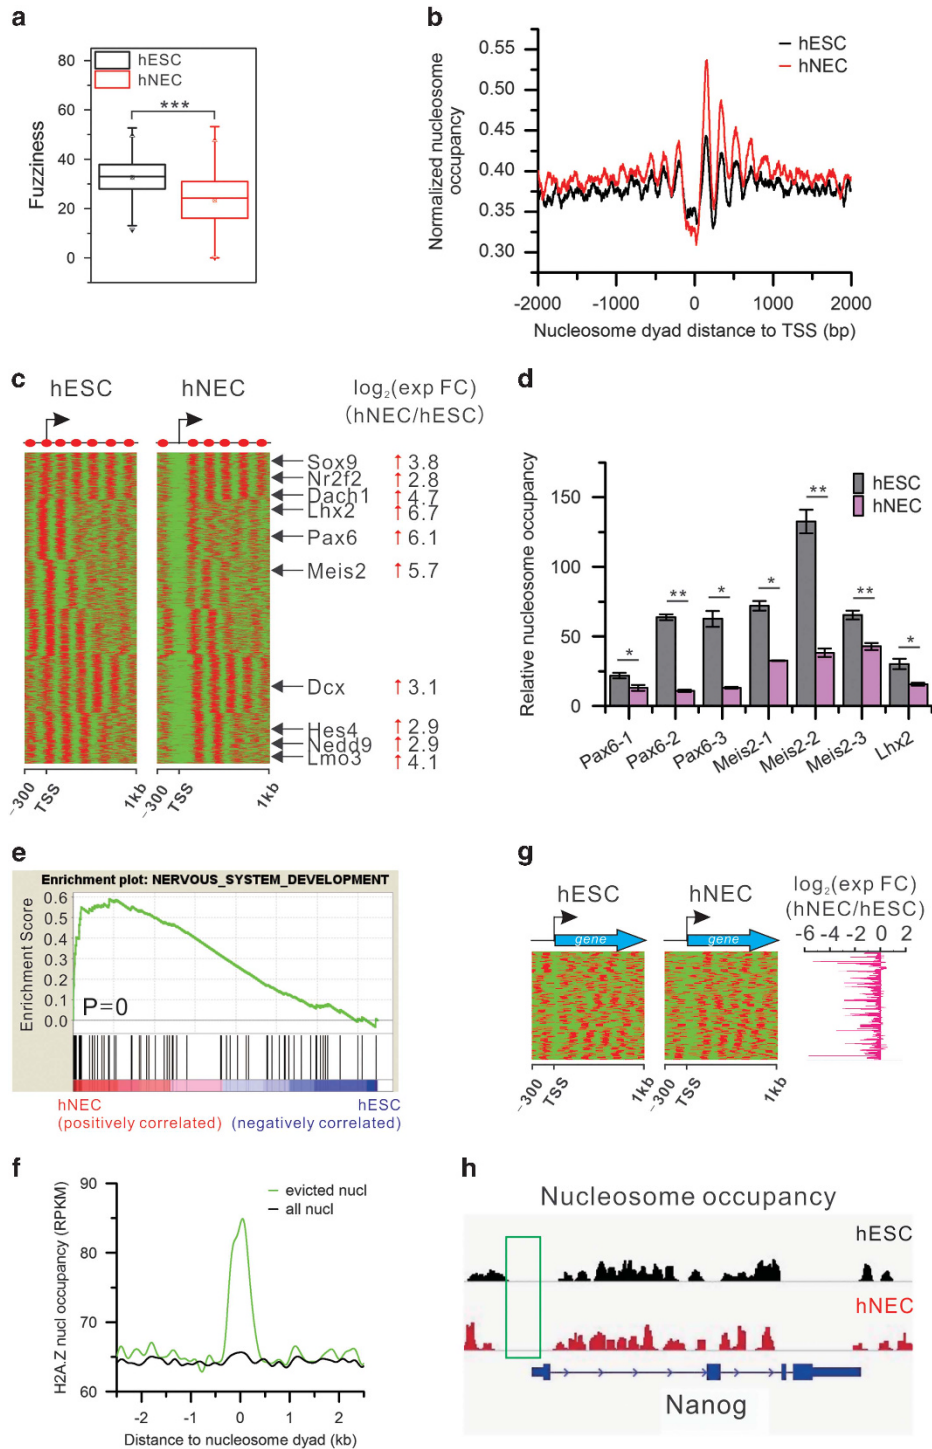 a
hESC
hNEC
***
Fuzziness
80
60
40
20
0
b
hESC
hNEC
Normalized nucleosome
occupancy
0.55
0.50
0.45
0.40
0.35
0.30
-2000 -1000 0 1000 2000
Nucleosome dyad distance to TSS (bp)
c
hESC hNEC log₂(exp FC)
(hNEC/hESC)
Sox9 ↑3.8
Nr2f2 ↑2.8
Dach1 ↑4.7
Lhx2 ↑6.7
Pax6 ↑6.1
Meis2 ↑5.7
Dcx ↑3.1
Hes4 ↑2.9
Nedd9 ↑2.9
Lmo3 ↑4.1
-300 TSS 1kb -300 TSS 1kb
d
hESC
hNEC
Relative nucleosome occupancy
150
100
50
0
* ** * * ** ** *
Pax6-1 Pax6-2 Pax6-3 Meis2-1 Meis2-2 Meis2-3 Lhx2
e
Enrichment plot: NERVOUS_SYSTEM_DEVELOPMENT
Enrichment Score
0.6
0.5
0.4
0.3
0.2
0.1
0.0
P=0
hNEC hESC
(positively correlated) (negatively correlated)
g
hESC hNEC log₂(exp FC)
(hNEC/hESC)
-6 -4 -2 0 2
gene gene
-300 TSS 1kb -300 TSS 1kb
f
H2A.Z nucl occupancy (RPKM)
90
80
70
60
evicted nucl
all nucl
-2 -1 0 1 2
Distance to nucleosome dyad (kb)
h
Nucleosome occupancy
hESC
hNEC
Nanog